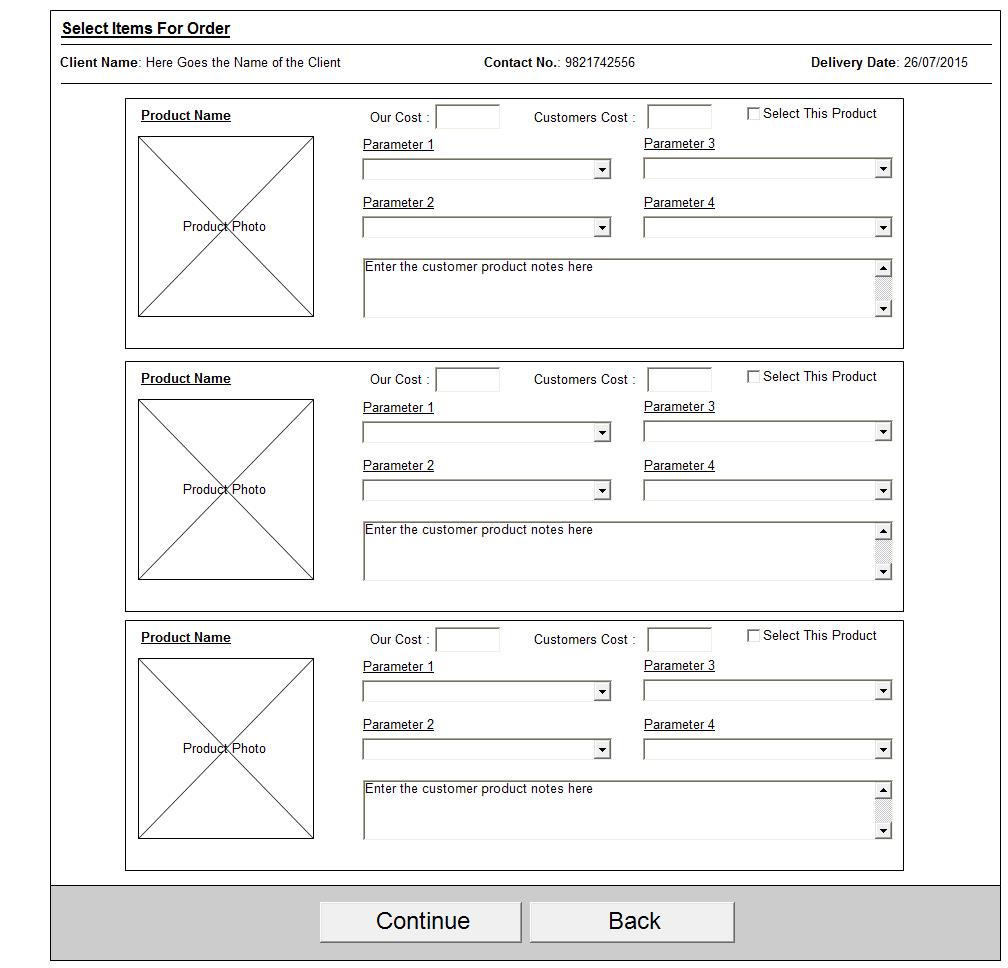 Select Items For Order
Client Name: Here Goes the Name of the Client Contact No.: 9821742556 Delivery Date: 26/07/2015
Product Name Our Cost : Customers Cost : Select This Product
Parameter 1 Parameter 3
Parameter 2 Parameter 4
Product Photo
Enter the customer product notes here
Product Name Our Cost : Customers Cost : Select This Product
Parameter 1 Parameter 3
Parameter 2 Parameter 4
Product Photo
Enter the customer product notes here
Product Name Our Cost : Customers Cost : Select This Product
Parameter 1 Parameter 3
Parameter 2 Parameter 4
Product Photo
Enter the customer product notes here
Continue Back